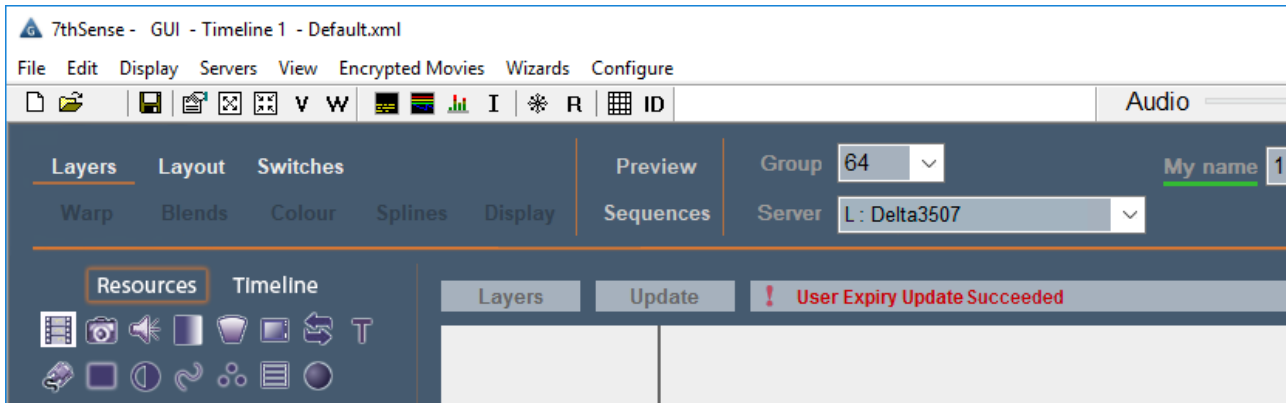 7thSense - GUI - Timeline 1 - Default.xml
File Edit Display Servers View Encrypted Movies Wizards Configure
V W I R ID Audio
Layers Layout Switches Preview Group 64 My name 1
Warp Blends Colour Splines Display Sequences Server L : Delta3507
Resources Timeline
Layers Update ! User Expiry Update Succeeded
T